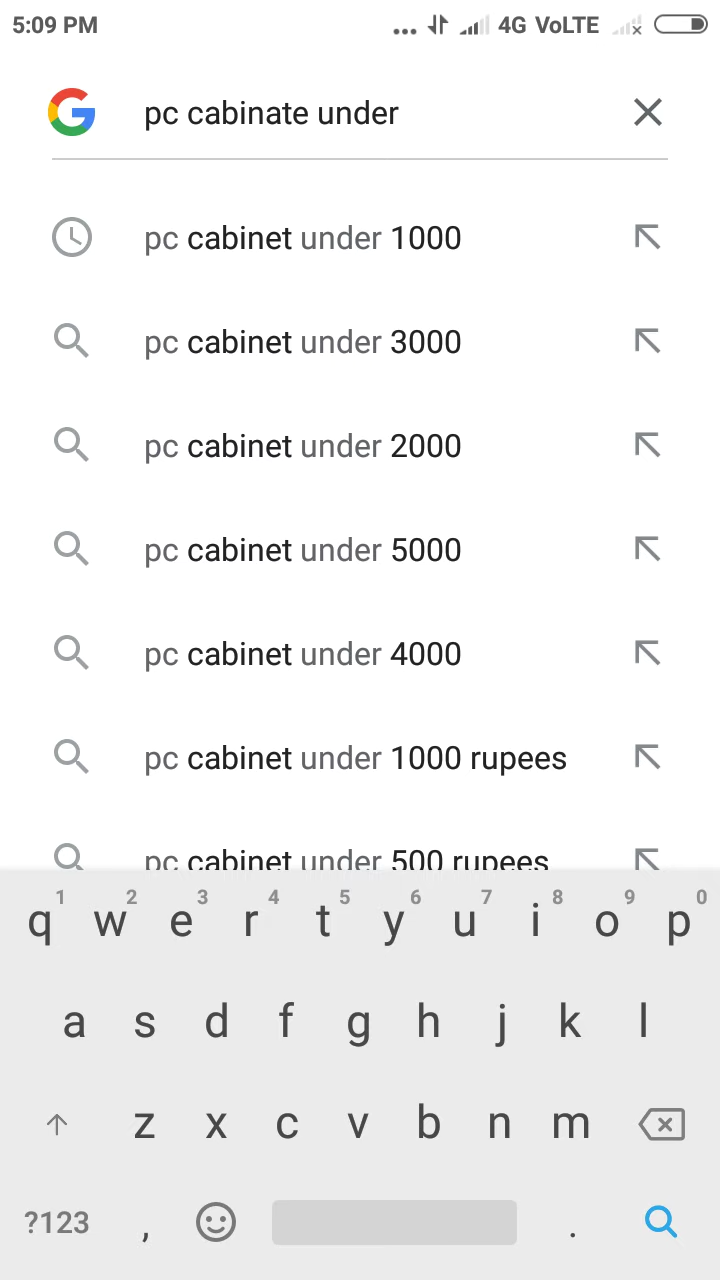 5:09 PM ... 4G VoLTE
pc cabinate under
pc cabinet under 1000
pc cabinet under 3000
pc cabinet under 2000
pc cabinet under 5000
pc cabinet under 4000
pc cabinet under 1000 rupees
pc cabinet under 500 rupees
1 2 3 4 5 6 7 8 9 0
q w e r t y u i o p
a s d f g h j k l
z x c v b n m
?123 , .